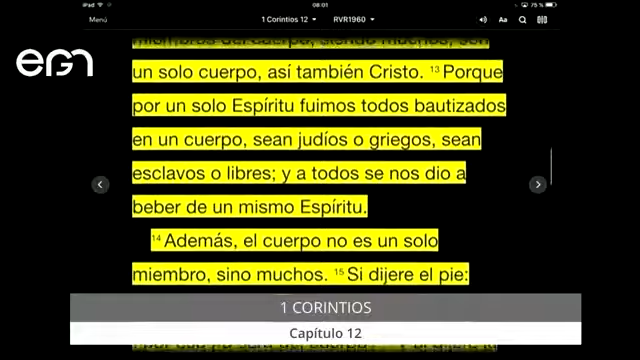 iPad
08:01
75 %
Menú
1 Corintios 12
RVR1960
Aa
erm
un solo cuerpo, así también Cristo. 13 Porque
por un solo Espíritu fuimos todos bautizados
en un cuerpo, sean judíos o griegos, sean
esclavos o libres; y a todos se nos dio a
beber de un mismo Espíritu.
14 Además, el cuerpo no es un solo
miembro, sino muchos. 15 Si dijere el pie:
1 CORINTIOS
Capítulo 12